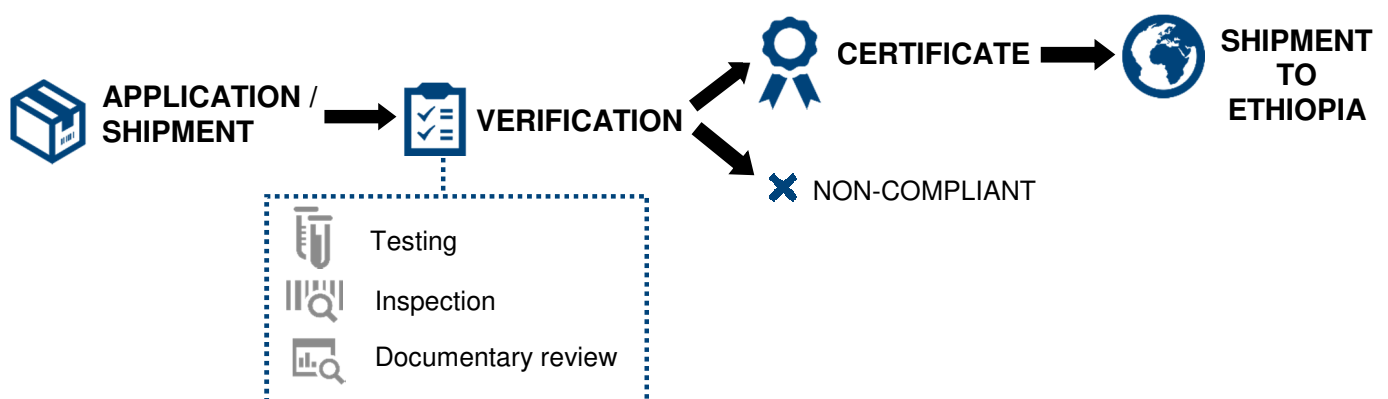 APPLICATION /
SHIPMENT
VERIFICATION
CERTIFICATE
SHIPMENT
TO
ETHIOPIA
NON-COMPLIANT
Testing
Inspection
Documentary review